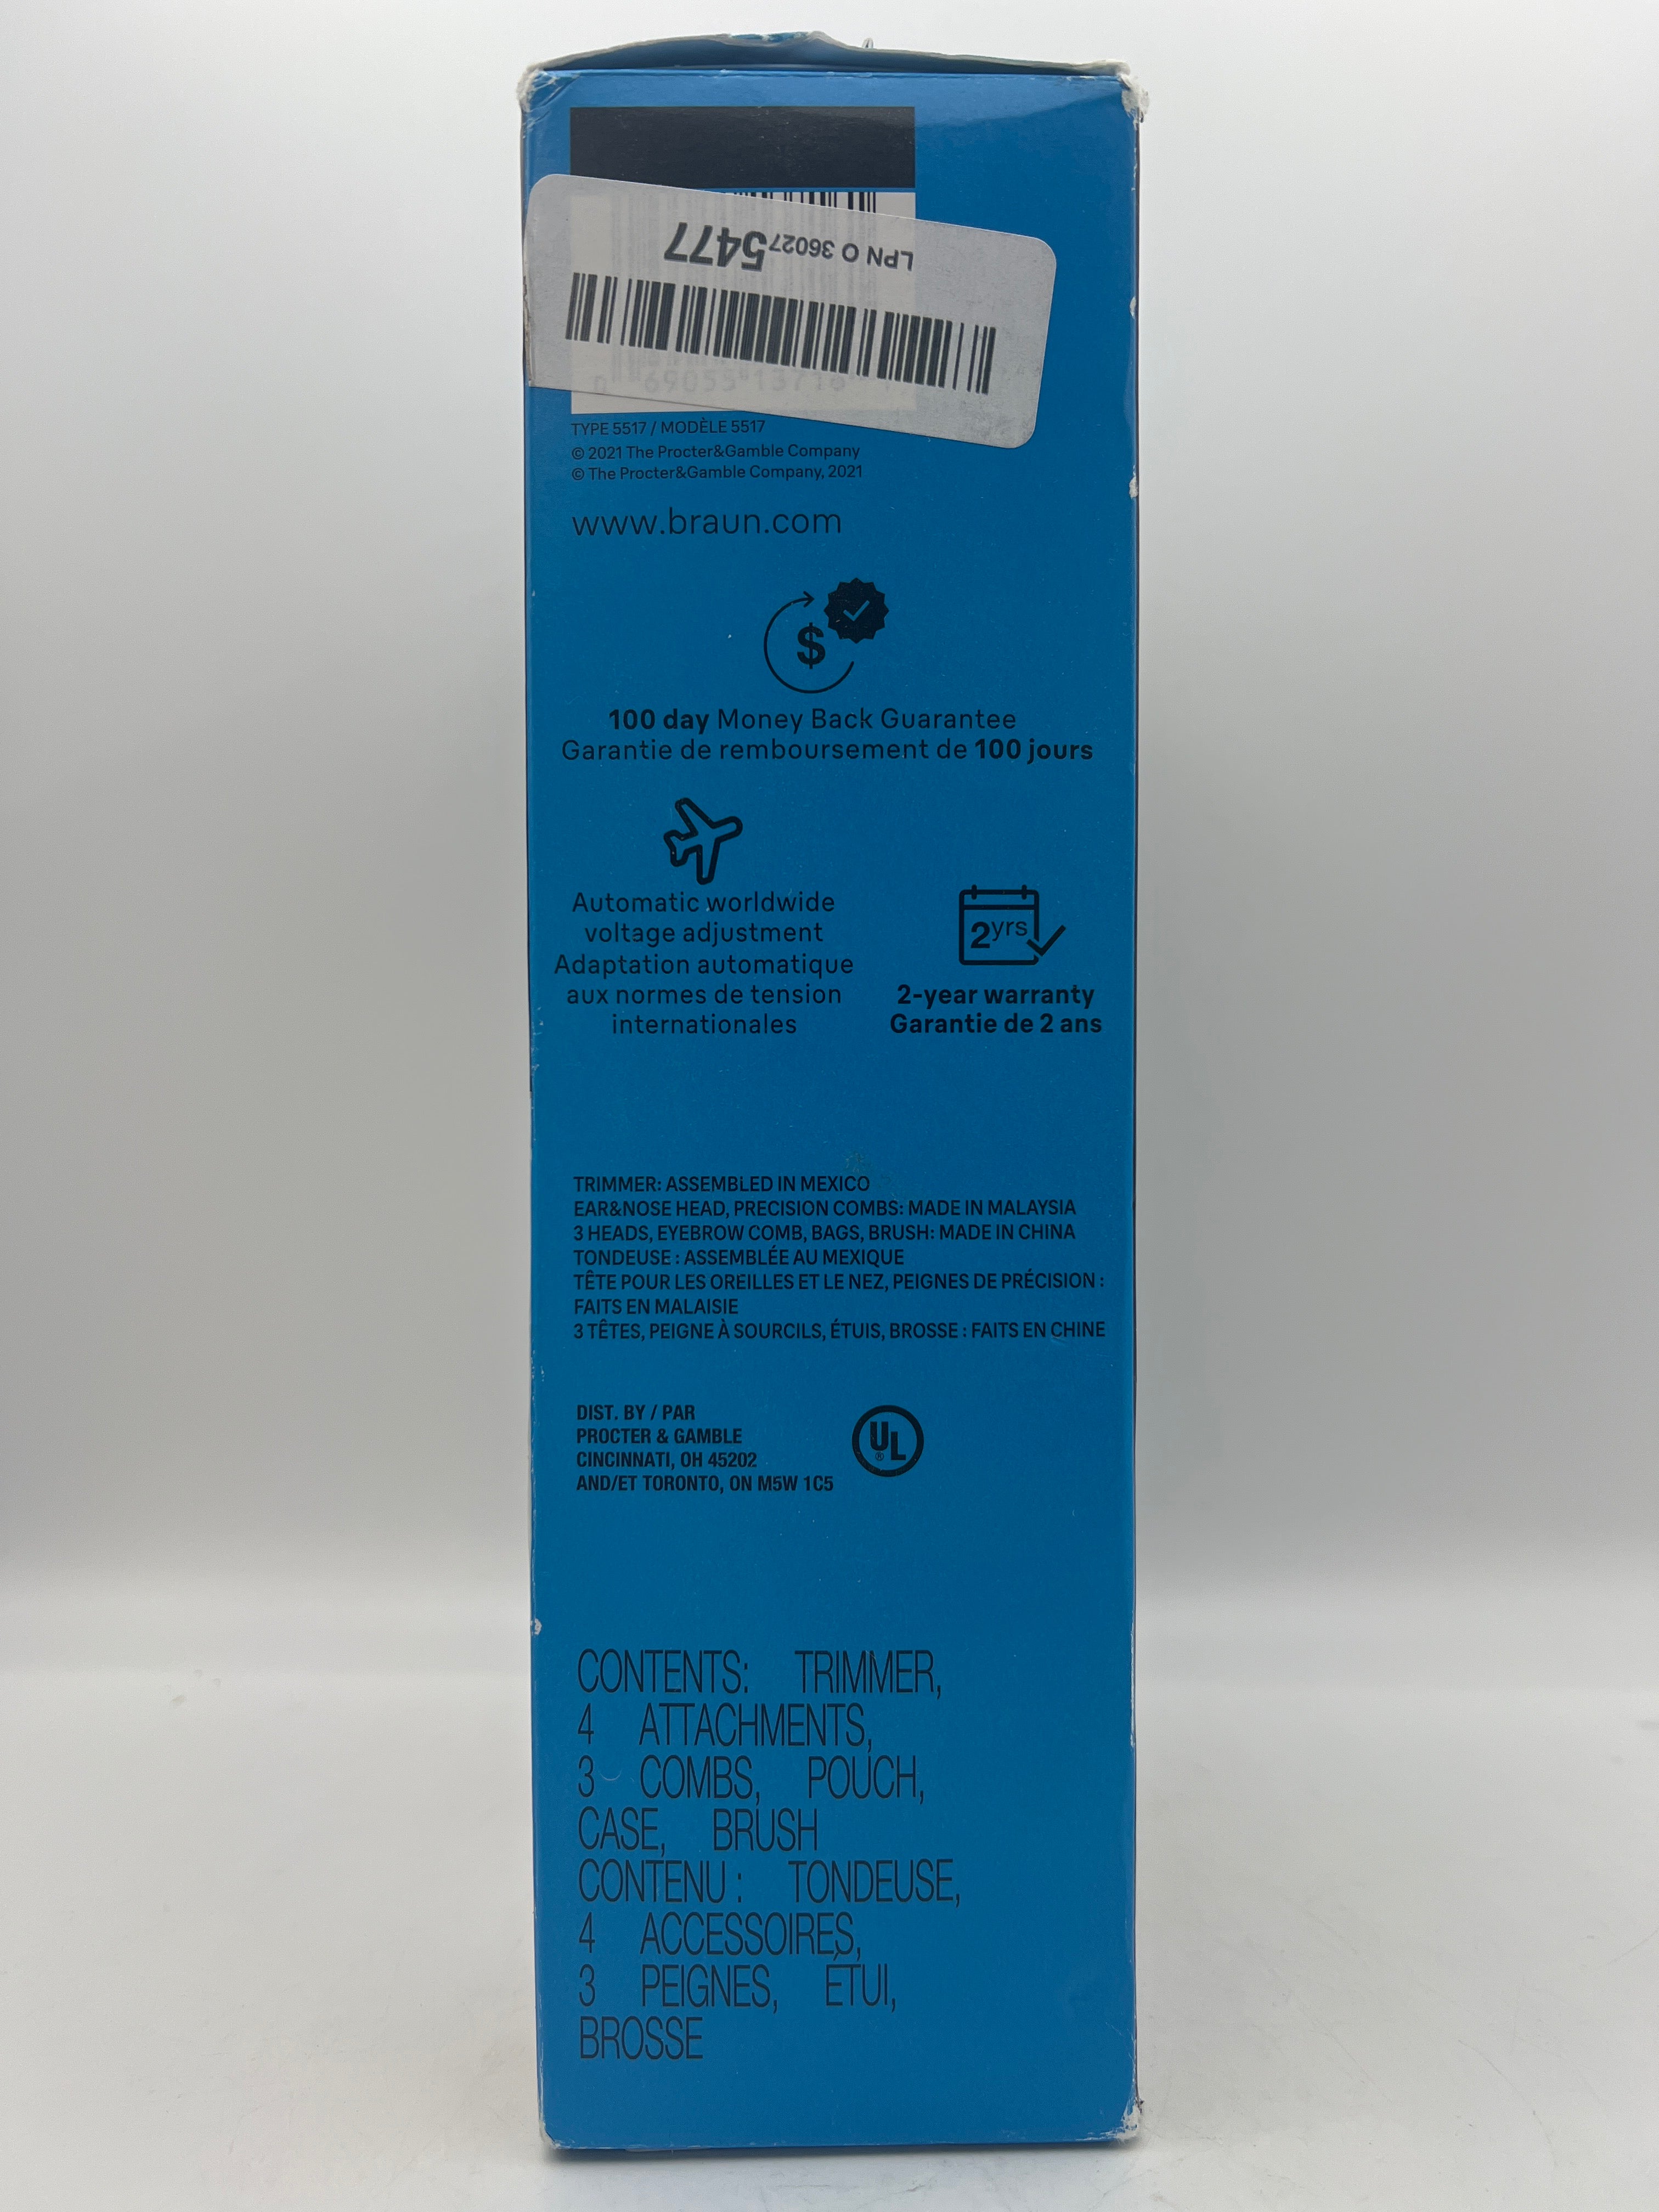 LPN O 360275477
TYPE 5517 / MODÈLE 5517
© 2021 The Procter&Gamble Company
© The Procter&Gamble Company, 2021
www.braun.com
$
100 day Money Back Guarantee
Garantie de remboursement de 100 jours
Automatic worldwide
voltage adjustment
Adaptation automatique
aux normes de tension
internationales
2yrs
2-year warranty
Garantie de 2 ans
TRIMMER: ASSEMBLED IN MEXICO
EAR&NOSE HEAD, PRECISION COMBS: MADE IN MALAYSIA
3 HEADS, EYEBROW COMB, BAGS, BRUSH: MADE IN CHINA
TONDEUSE : ASSEMBLÉE AU MEXIQUE
TÊTE POUR LES OREILLES ET LE NEZ, PEIGNES DE PRÉCISION :
FAITS EN MALAISIE
3 TÊTES, PEIGNE À SOURCILS, ÉTUIS, BROSSE : FAITS EN CHINE
DIST. BY / PAR
PROCTER & GAMBLE
CINCINNATI, OH 45202
AND/ET TORONTO, ON M5W 1C5
UL
®
CONTENTS: TRIMMER,
4 ATTACHMENTS,
3 COMBS, POUCH,
CASE, BRUSH
CONTENU : TONDEUSE,
4 ACCESSOIRES,
3 PEIGNES, ÉTUI,
BROSSE